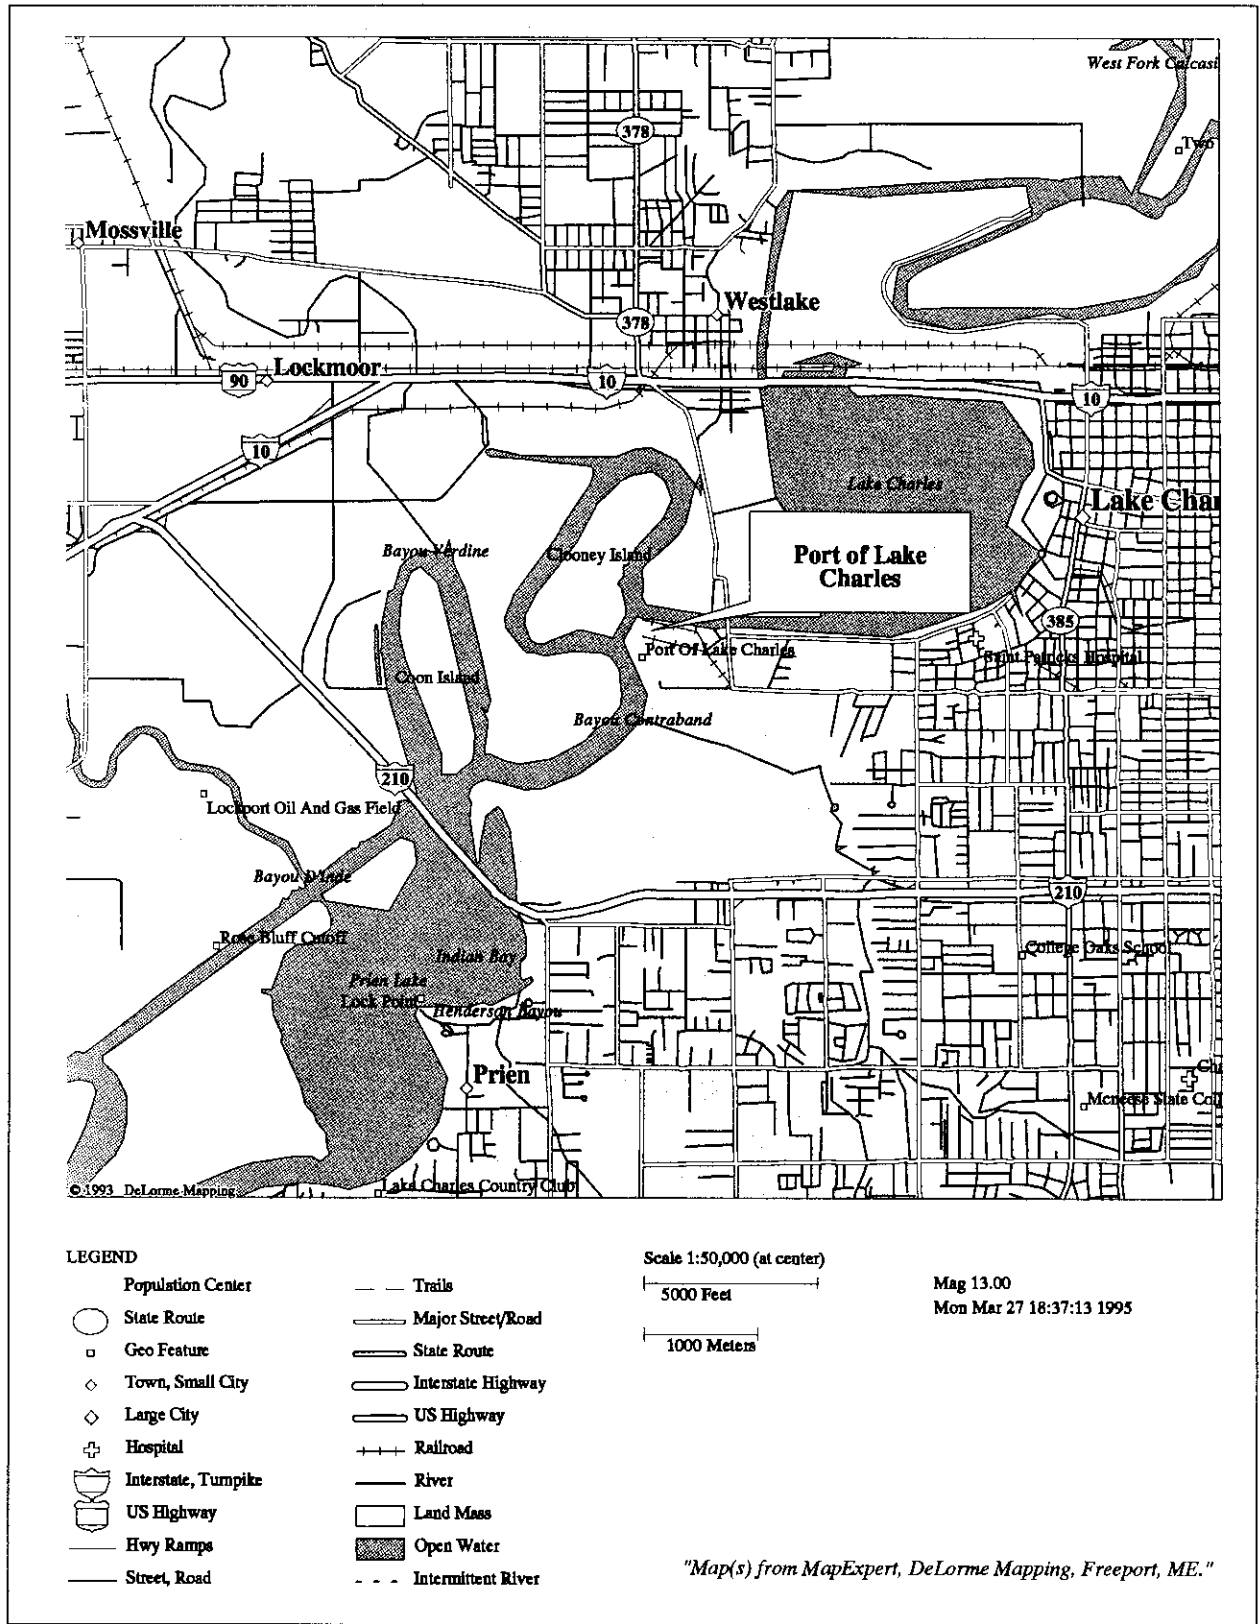 West Fork Calcasi
378
Two
Mossville
Westlake
378
Lockmoor
90
10
10
10
Lake Charles
Lake Char
Bayou Verdine
Clooney Island
Port of Lake
Charles
385
Port Of Lake Charles
Saint Patricks Hospital
Coon Island
Bayou Contraband
210
Lockport Oil And Gas Field
Bayou D'Inde
210
Rose Bluff Cutoff
College Oaks School
Indian Bay
Prien Lake
Lock Point
Henderson Bayou
Prien
Mcneese State Coll
© 1993 DeLorme Mapping
Lake Charles Country Club
LEGEND
Population Center
State Route
Geo Feature
Town, Small City
Large City
Hospital
Interstate, Turnpike
US Highway
Hwy Ramps
Street, Road
Trails
Major Street/Road
State Route
Interstate Highway
US Highway
Railroad
River
Land Mass
Open Water
Intermittent River
Scale 1:50,000 (at center)
5000 Feet
1000 Meters
Mag 13.00
Mon Mar 27 18:37:13 1995
"Map(s) from MapExpert, DeLorme Mapping, Freeport, ME."